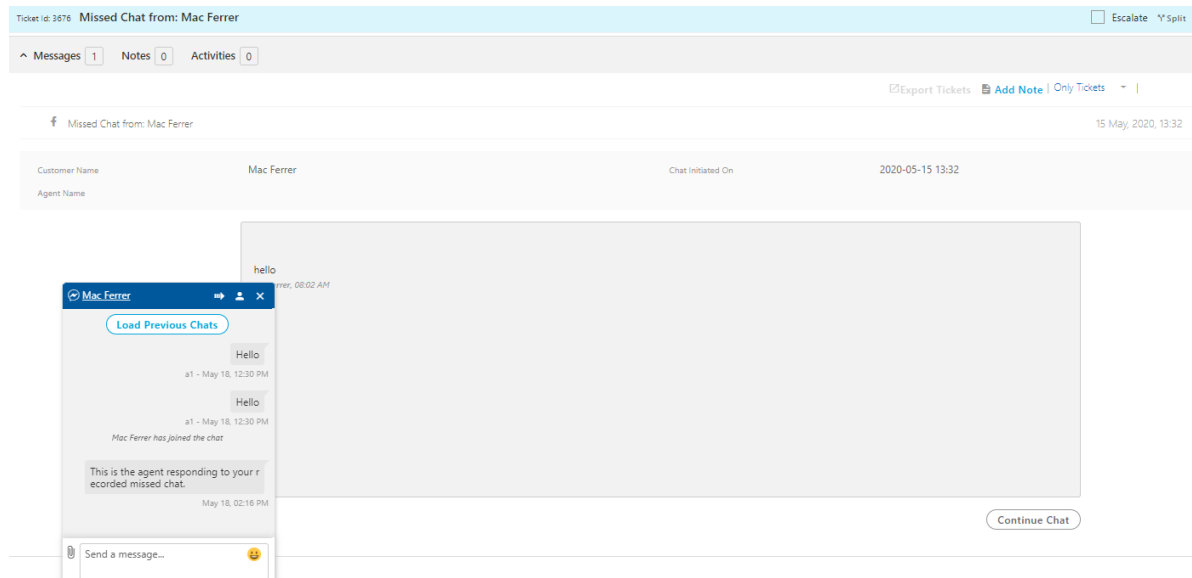 Ticket Id: 3676 Missed Chat from: Mac Ferrer Escalate Split
Messages 1 Notes 0 Activities 0
Export Tickets Add Note | Only Tickets |
Missed Chat from: Mac Ferrer 15 May, 2020, 13:32
Customer Name Mac Ferrer Chat Initiated On 2020-05-15 13:32
Agent Name
hello
rrer, 08:02 AM
Mac Ferrer
Load Previous Chats
Hello
a1 - May 18, 12:30 PM
Hello
a1 - May 18, 12:30 PM
Mac Ferrer has joined the chat
This is the agent responding to your r
ecorded missed chat.
May 18, 02:16 PM
Continue Chat
Send a message...